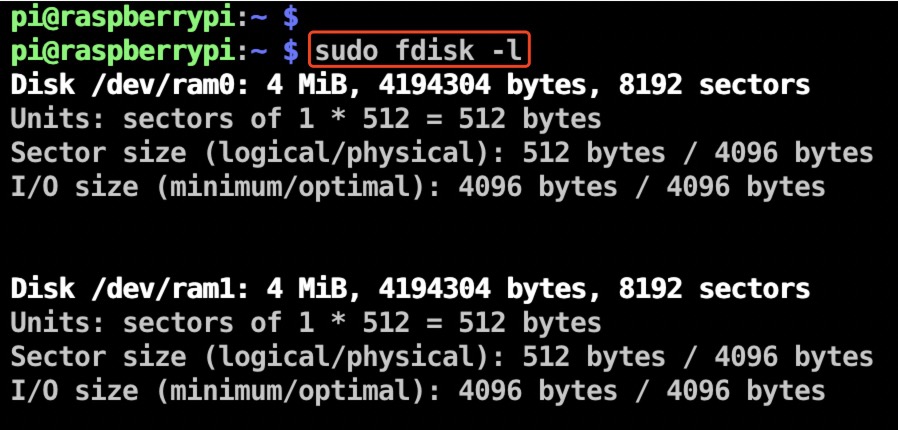 pi@raspberrypi:~ $
pi@raspberrypi:~ $ sudo fdisk -l
Disk /dev/ram0: 4 MiB, 4194304 bytes, 8192 sectors
Units: sectors of 1 * 512 = 512 bytes
Sector size (logical/physical): 512 bytes / 4096 bytes
I/O size (minimum/optimal): 4096 bytes / 4096 bytes
Disk /dev/ram1: 4 MiB, 4194304 bytes, 8192 sectors
Units: sectors of 1 * 512 = 512 bytes
Sector size (logical/physical): 512 bytes / 4096 bytes
I/O size (minimum/optimal): 4096 bytes / 4096 bytes